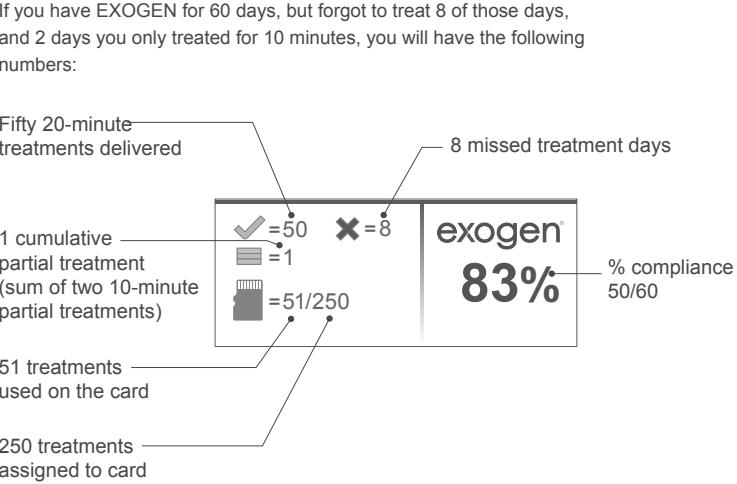 If you have EXOGEN for 60 days, but forgot to treat 8 of those days,
and 2 days you only treated for 10 minutes, you will have the following
numbers:
Fifty 20-minute
treatments delivered
8 missed treatment days
=50
=8
=1
=51/250
exogen
83%
% compliance
50/60
1 cumulative
partial treatment
(sum of two 10-minute
partial treatments)
51 treatments
used on the card
250 treatments
assigned to card